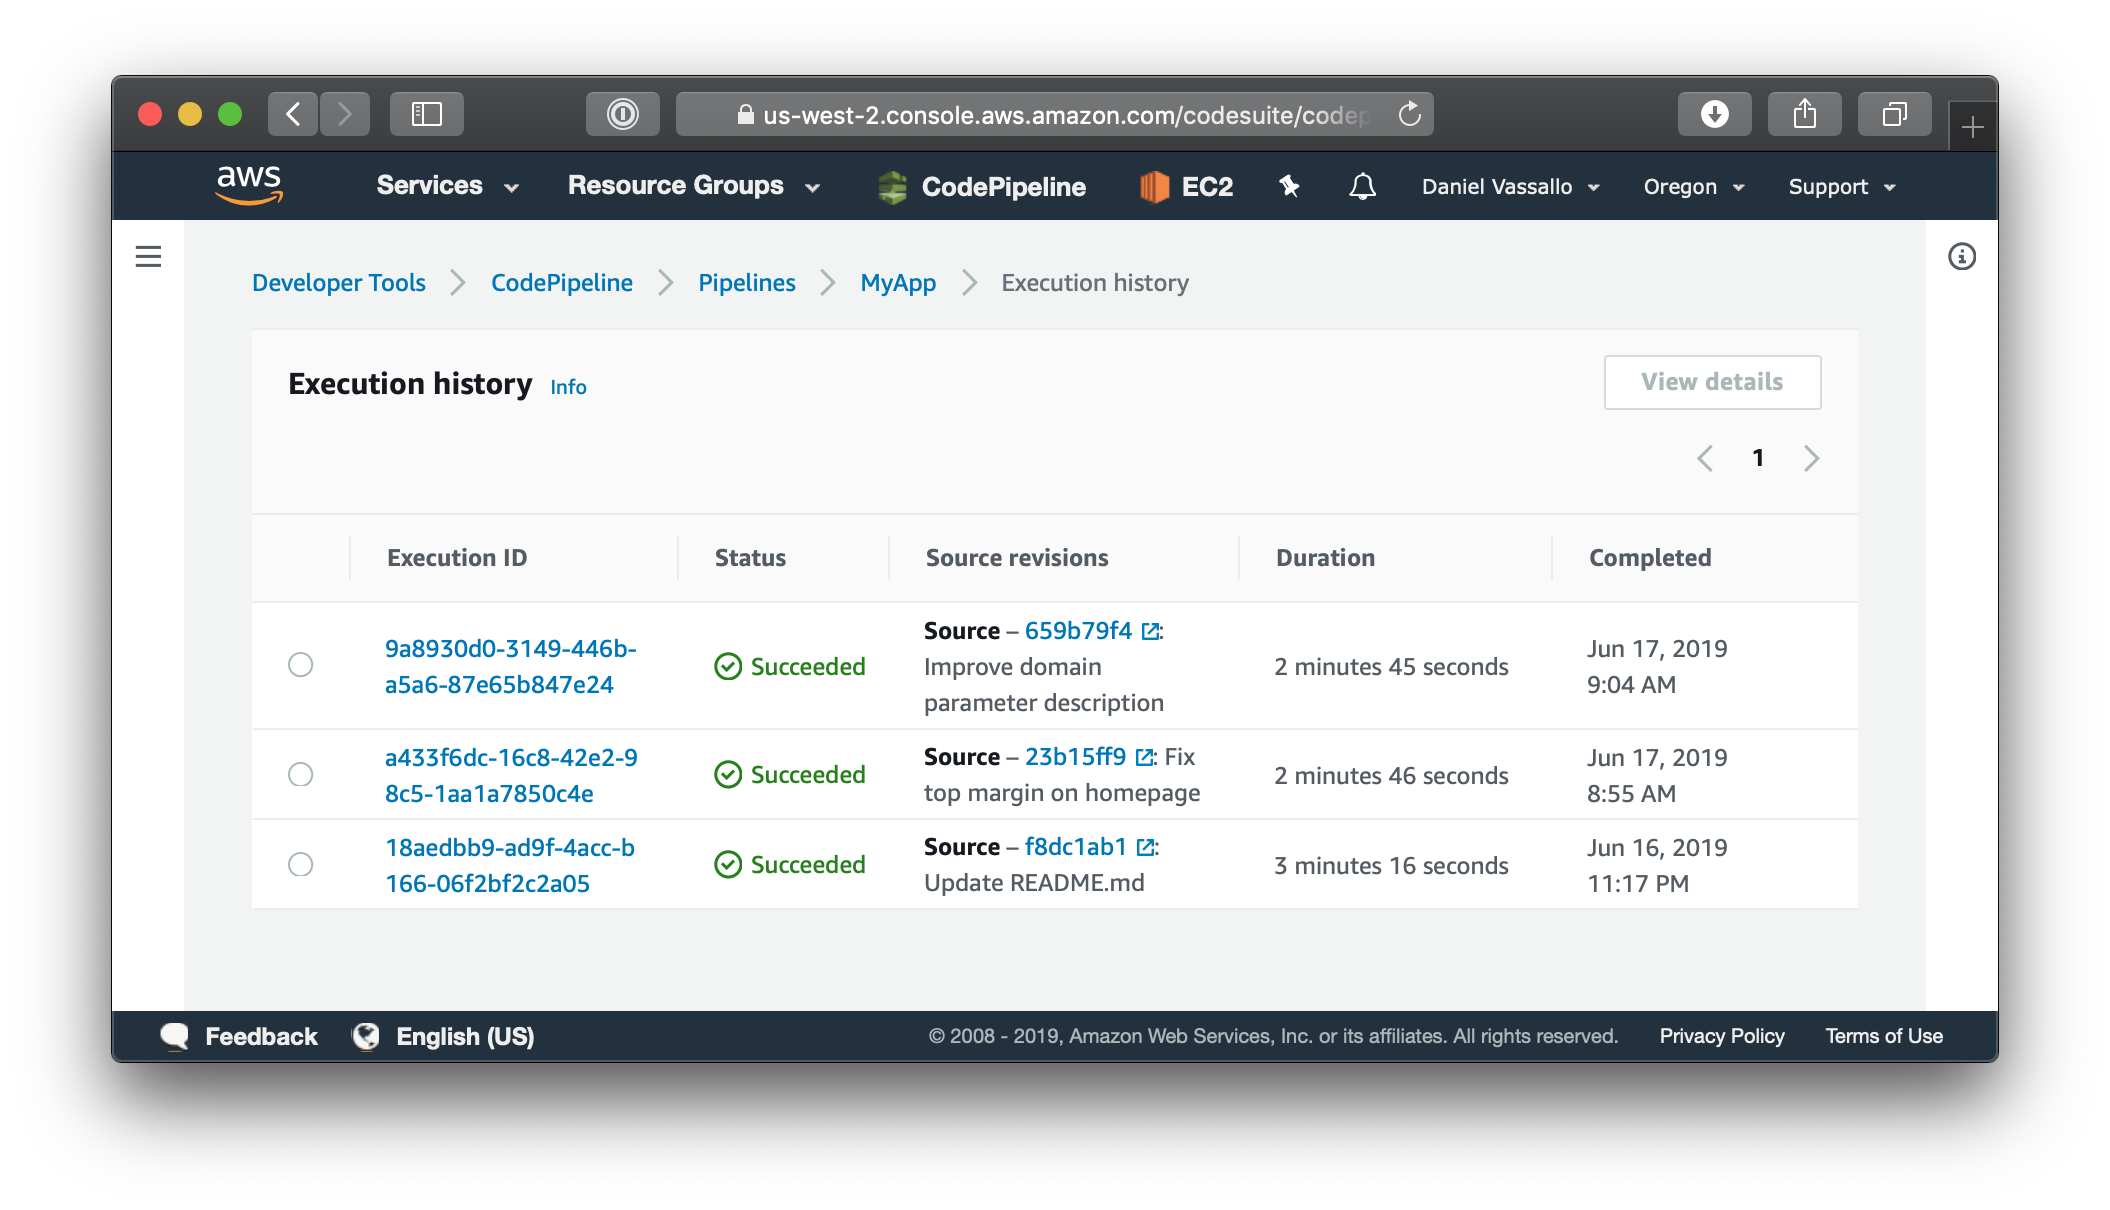 us-west-2.console.aws.amazon.com/codesuite/codep
aws
Services
Resource Groups
CodePipeline
EC2
Daniel Vassallo
Oregon
Support
Developer Tools
CodePipeline
Pipelines
MyApp
Execution history
Execution history Info
View details
1
Execution ID
Status
Source revisions
Duration
Completed
9a8930d0-3149-446b-
a5a6-87e65b847e24
Succeeded
Source – 659b79f4 :
Improve domain
parameter description
2 minutes 45 seconds
Jun 17, 2019
9:04 AM
a433f6dc-16c8-42e2-9
8c5-1aa1a7850c4e
Succeeded
Source – 23b15ff9 : Fix
top margin on homepage
2 minutes 46 seconds
Jun 17, 2019
8:55 AM
18aedbb9-ad9f-4acc-b
166-06f2bf2c2a05
Succeeded
Source – f8dc1ab1 :
Update README.md
3 minutes 16 seconds
Jun 16, 2019
11:17 PM
Feedback
English (US)
© 2008 - 2019, Amazon Web Services, Inc. or its affiliates. All rights reserved.
Privacy Policy
Terms of Use